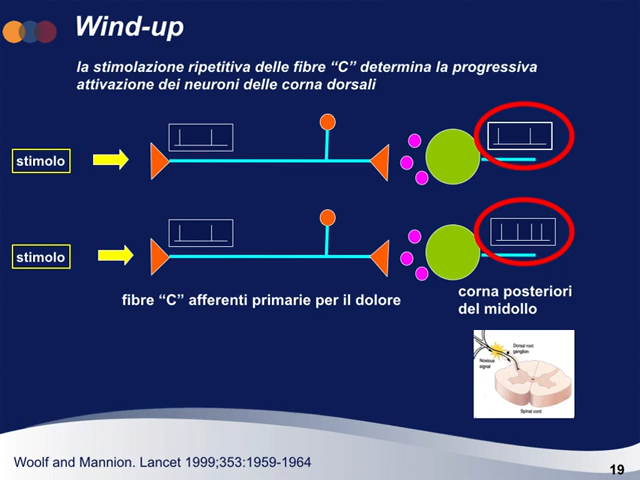 Wind-up
la stimolazione ripetitiva delle fibre “C” determina la progressiva
attivazione dei neuroni delle corna dorsali
stimolo
stimolo
fibre “C” afferenti primarie per il dolore
corna posteriori
del midollo
Dorsal root
ganglion
Noxious
signal
Spinal cord
Woolf and Mannion. Lancet 1999;353:1959-1964
19